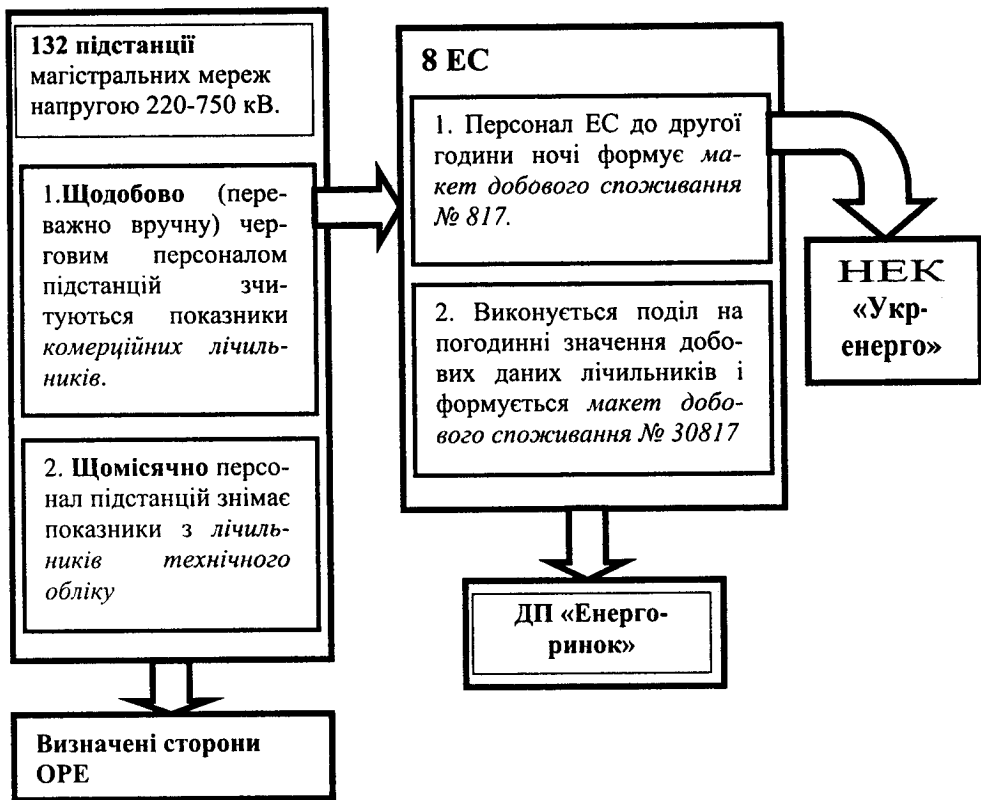 132 підстанції
магістральних мереж
напругою 220-750 кВ.
1.Щодобово (пере-
важно вручну) чер-
говим персоналом
підстанцій зчи-
туються показники
комерційних лічиль-
ників.
2. Щомісячно персо-
нал підстанцій знімає
показники з лічиль-
ників технічного
обліку
Визначені сторони
ОРЕ
8 ЕС
1. Персонал ЕС до другої
години ночі формує ма-
кет добового споживання
№ 817.
2. Виконується поділ на
погодинні значення добо-
вих даних лічильників і
формується макет добо-
вого споживання № 30817
ДП «Енерго-
ринок»
НЕК
«Укр-
енерго»